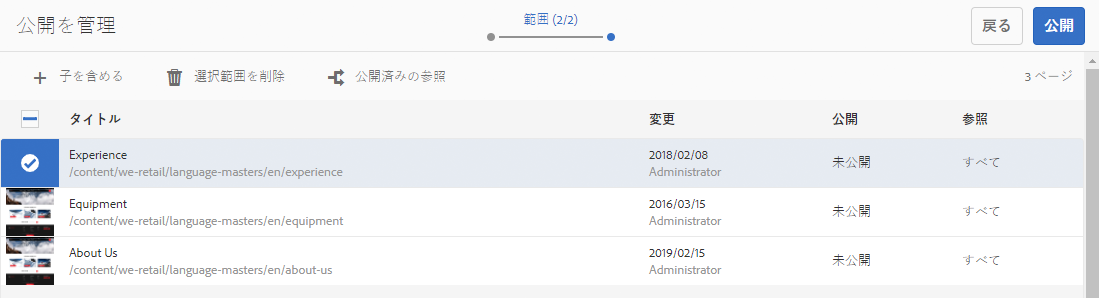 公開を管理
範囲 (2/2)
戻る
公開
子を含める
選択範囲を削除
公開済みの参照
3 ページ
タイトル
変更
公開
参照
Experience
2018/02/08
/content/we-retail/language-masters/en/experience
Administrator
未公開
すべて
Equipment
2016/03/15
/content/we-retail/language-masters/en/equipment
Administrator
未公開
すべて
About Us
2019/02/15
/content/we-retail/language-masters/en/about-us
Administrator
未公開
すべて